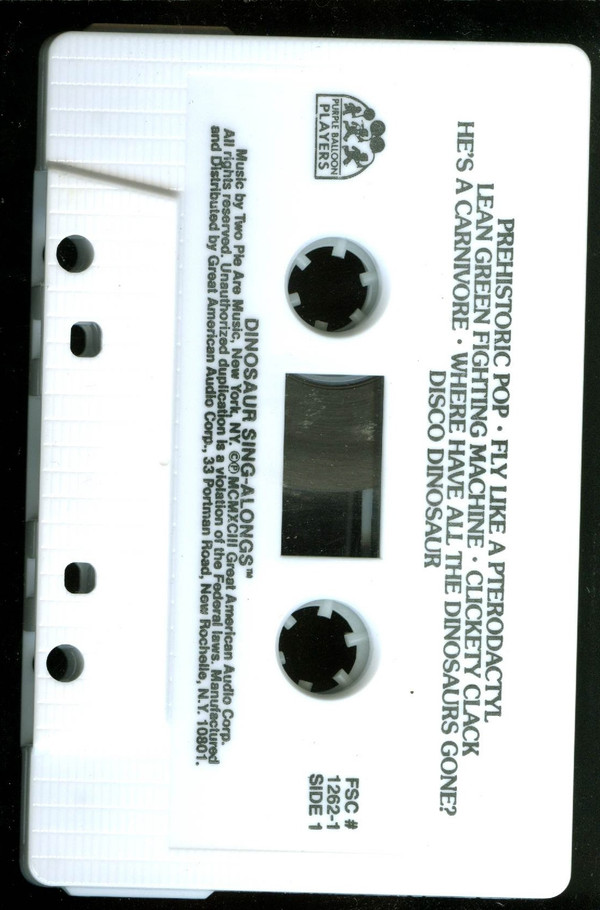 PREHISTORIC POP • FLY LIKE A PTERODACTYL
LEAN GREEN FIGHTING MACHINE • CLICKETY CLACK
HE'S A CARNIVORE • WHERE HAVE ALL THE DINOSAURS GONE?
DISCO DINOSAUR
PURPLE BALLOON
PLAYERS
FSC #
1262-1
SIDE 1
DINOSAUR SING-ALONGS™
Music by Two Pie Are Music, New York, NY. ©℗ MCMXCIII Great American Audio Corp.
All rights reserved. Unauthorized duplication is a violation of the Federal laws. Manufactured
and Distributed by Great American Audio Corp., 33 Portman Road, New Rochelle, N.Y. 10801.